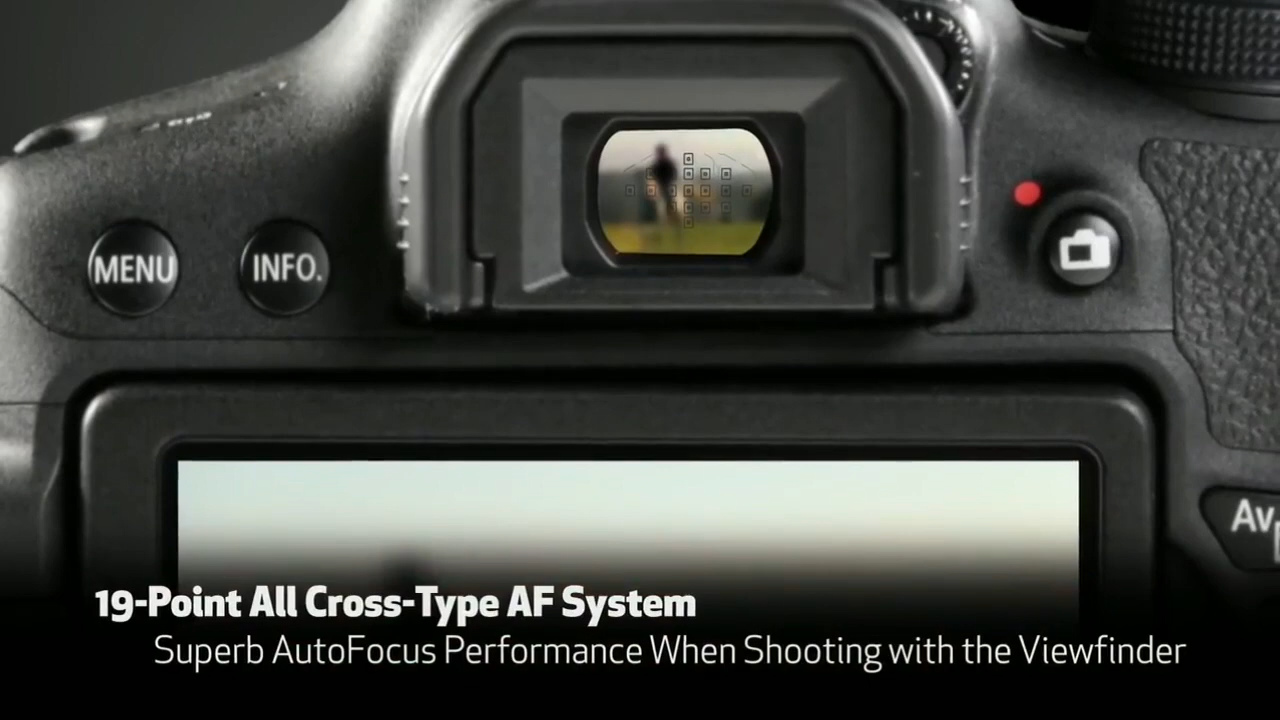 MENU
INFO.
Av
19-Point All Cross-Type AF System
Superb AutoFocus Performance When Shooting with the Viewfinder